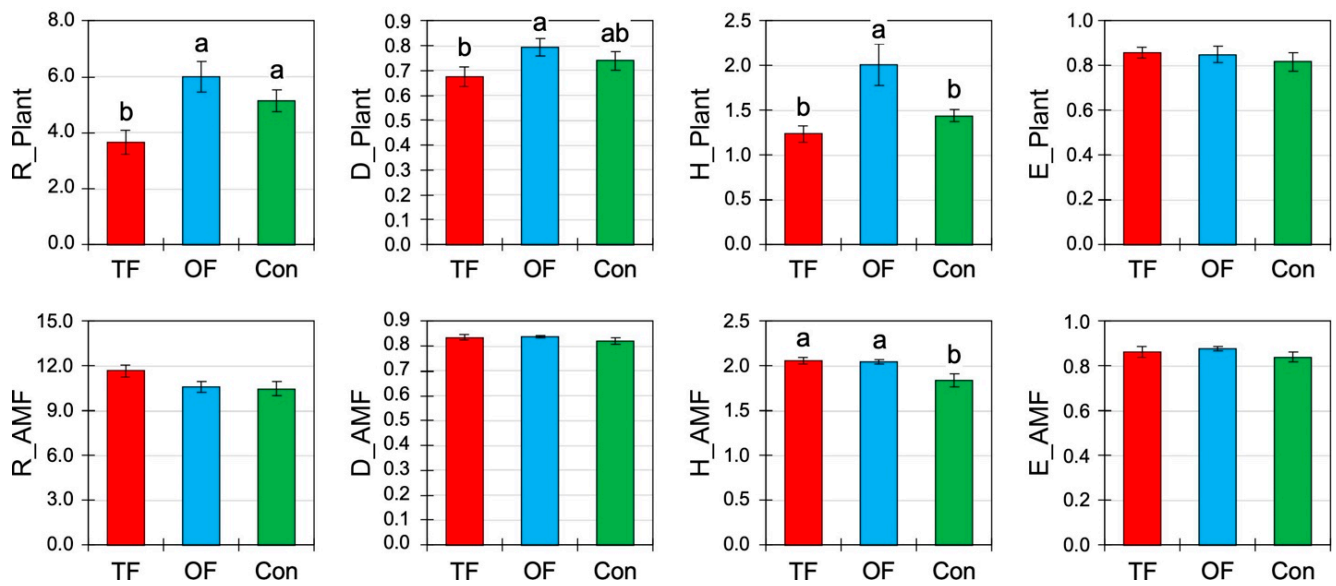 R_Plant
8.0
6.0
4.0
2.0
0.0
b
a
a
TF OF Con
D_Plant
0.9
0.8
0.7
0.6
0.5
0.4
0.3
0.2
0.1
0.0
b
a
ab
TF OF Con
H_Plant
2.5
2.0
1.5
1.0
0.5
0.0
b
a
b
TF OF Con
E_Plant
1.0
0.8
0.6
0.4
0.2
0.0
TF OF Con
R_AMF
15.0
12.0
9.0
6.0
3.0
0.0
TF OF Con
D_AMF
0.9
0.8
0.7
0.6
0.5
0.4
0.3
0.2
0.1
0.0
TF OF Con
H_AMF
2.5
2.0
1.5
1.0
0.5
0.0
a
a
b
TF OF Con
E_AMF
1.0
0.8
0.6
0.4
0.2
0.0
TF OF Con